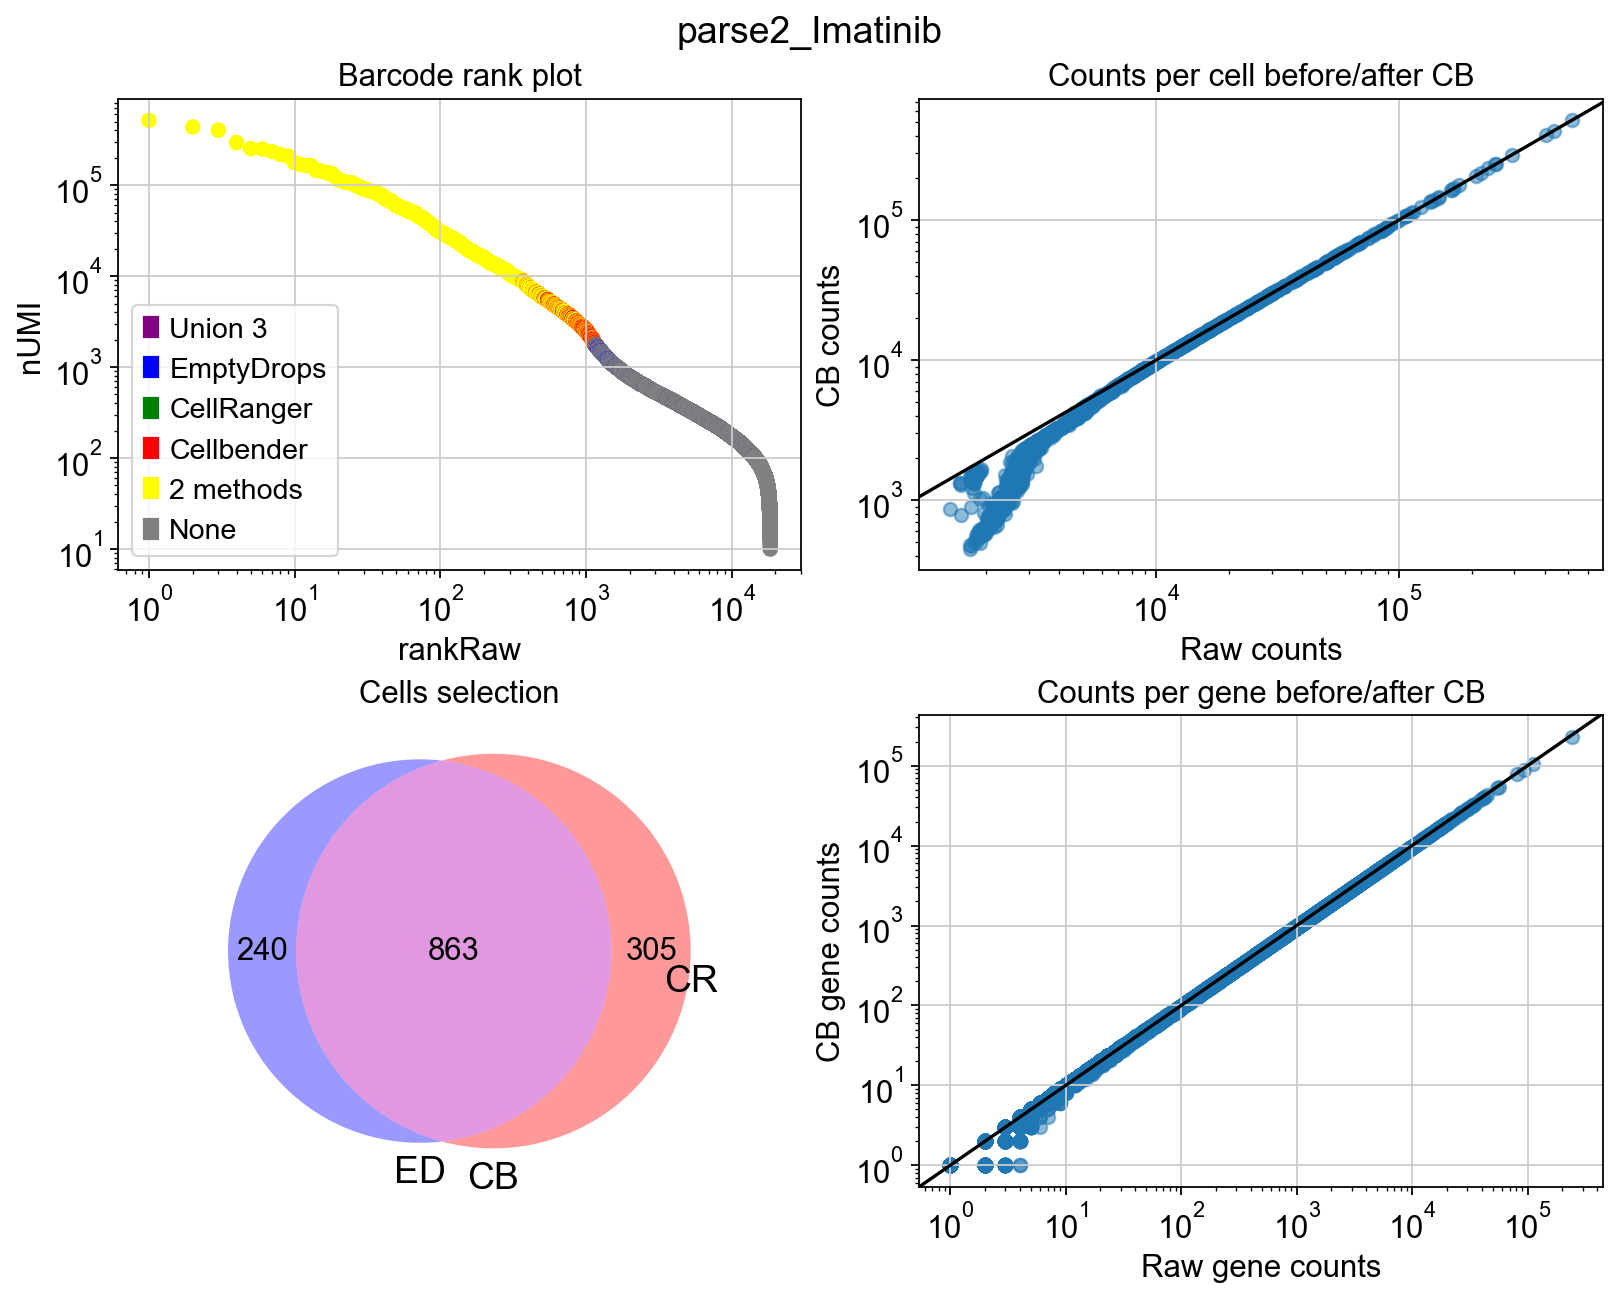 parse2_Imatinib
Barcode rank plot
nUMI
10^5
10^4
10^3
10^2
10^1
Union 3
EmptyDrops
CellRanger
Cellbender
2 methods
None
10^0 10^1 10^2 10^3 10^4
rankRaw
Counts per cell before/after CB
CB counts
10^5
10^4
10^3
10^4 10^5
Raw counts
Cells selection
240 863 305
CR
ED CB
Counts per gene before/after CB
CB gene counts
10^5
10^4
10^3
10^2
10^1
10^0
10^0 10^1 10^2 10^3 10^4 10^5
Raw gene counts